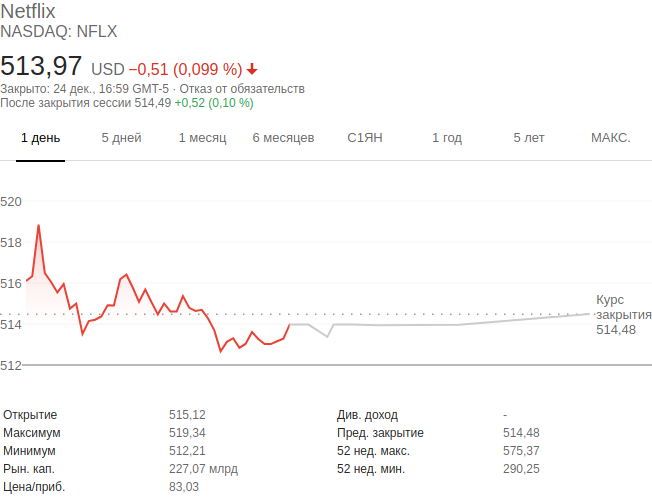 Netflix
NASDAQ: NFLX
513,97 USD −0,51 (0,099 %)
Закрыто: 24 дек., 16:59 GMT-5 · Отказ от обязательств
После закрытия сессии 514,49 +0,52 (0,10 %)
1 день 5 дней 1 месяц 6 месяцев С1ЯН 1 год 5 лет МАКС.
520
518
516
514
512
Курс
закрытия
514,48
Открытие 515,12 Див. доход -
Максимум 519,34 Пред. закрытие 514,48
Минимум 512,21 52 нед. макс. 575,37
Рын. кап. 227,07 млрд 52 нед. мин. 290,25
Цена/приб. 83,03